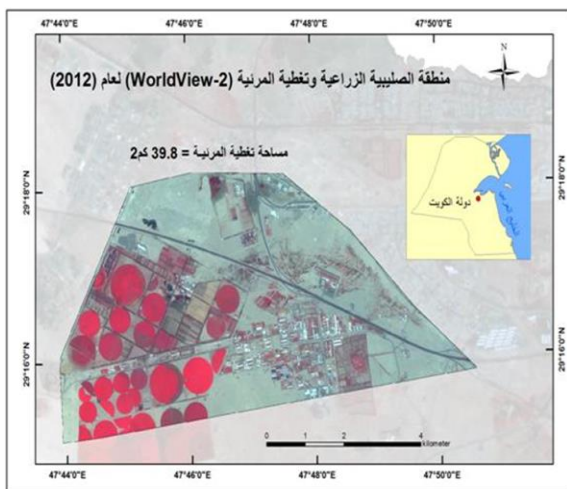 47°44'0"E 47°46'0"E 47°48'0"E 47°50'0"E
N
منطقة الصليبية الزراعية وتغطية المرئية (WorldView-2) لعام (2012)
مساحة تغطية المرئية = 39.8 كم2
دولة الكويت
الخليج العربي
29°18'0"N 29°18'0"N
29°16'0"N 29°16'0"N
0 1 2 4
kilometer
47°44'0"E 47°46'0"E 47°48'0"E 47°50'0"E